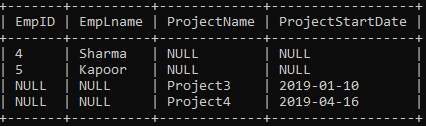 +-------+----------+-------------+------------------+
| EmpID | EmpLname | ProjectName | ProjectStartDate |
+-------+----------+-------------+------------------+
| 4     | Sharma   | NULL        | NULL             |
| 5     | Kapoor   | NULL        | NULL             |
| NULL  | NULL     | Project3    | 2019-01-10       |
| NULL  | NULL     | Project4    | 2019-04-16       |
+-------+----------+-------------+------------------+